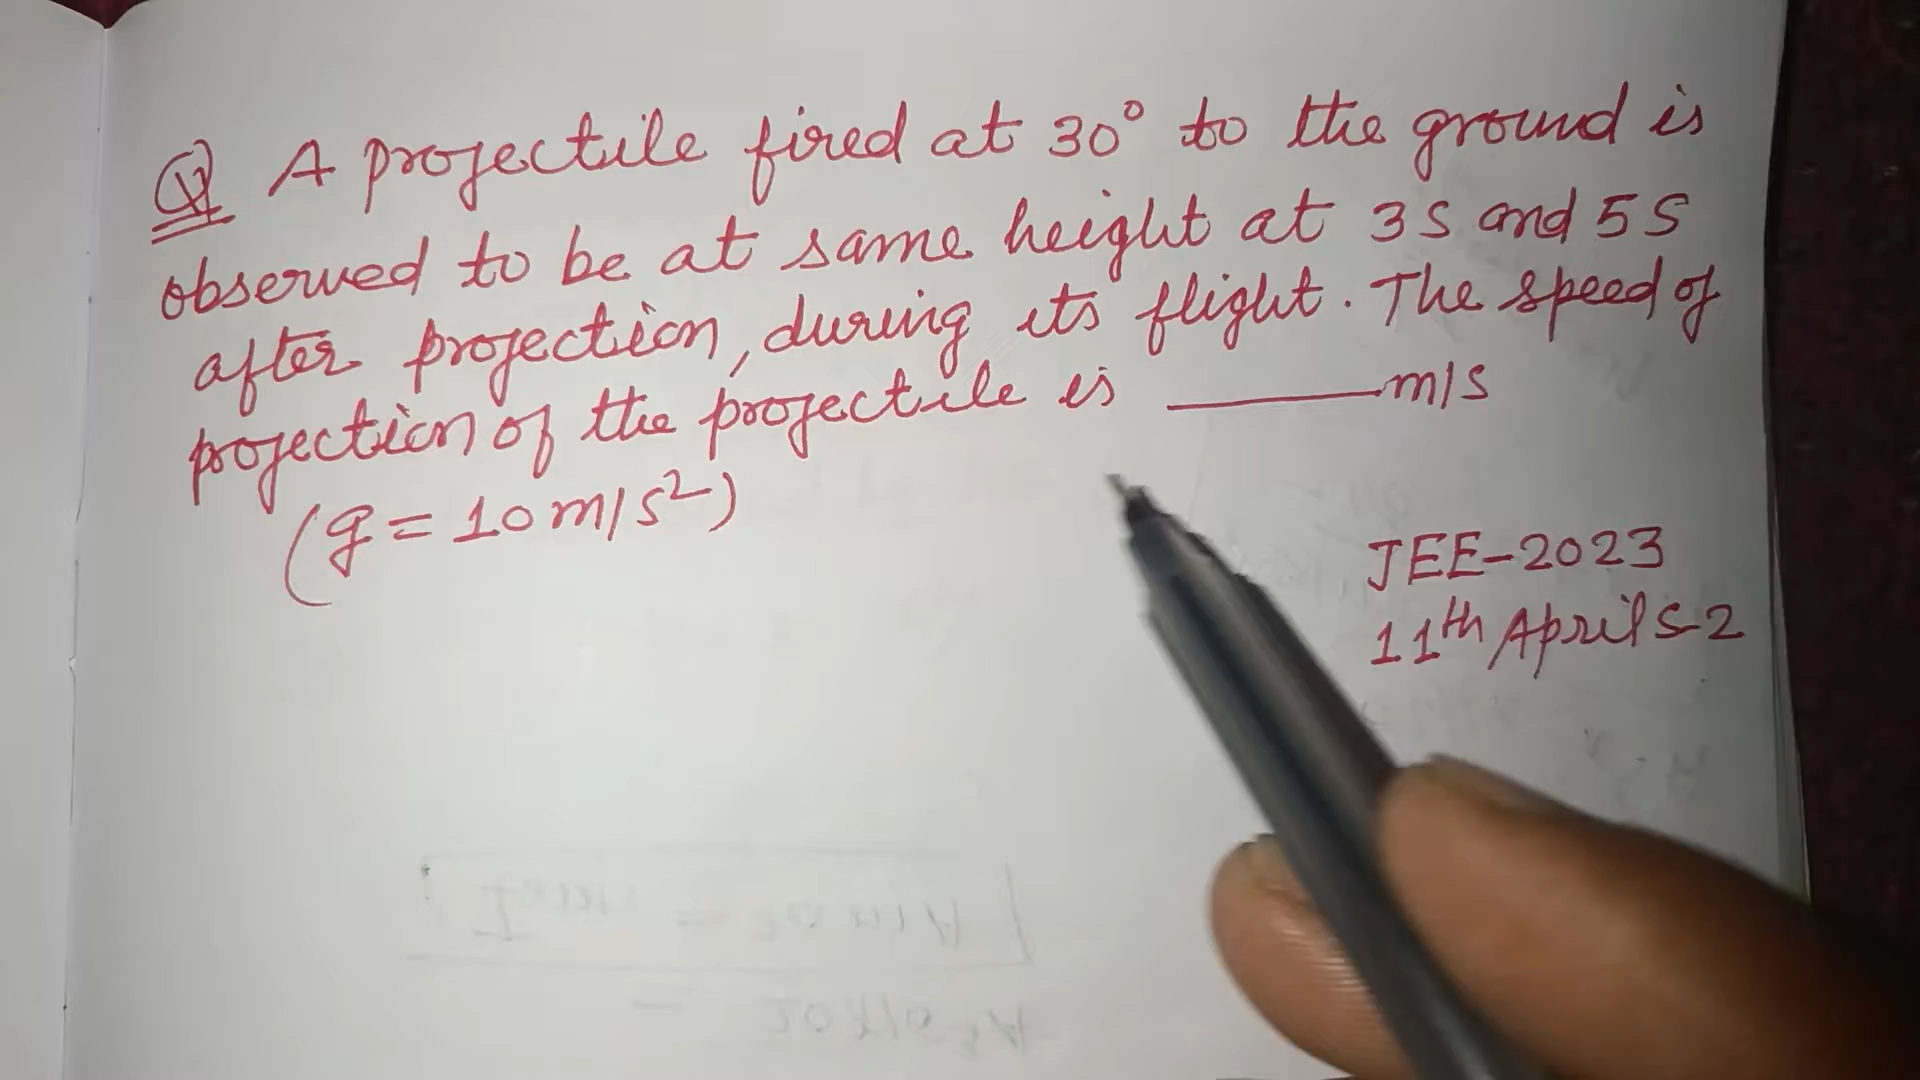 Q A projectile fired at 30° to the ground is
observed to be at same height at 3S and 5S
after projection, during its flight. The speed of
projection of the projectile is ______ m/s
(g = 10 m/s²)
JEE-2023
11th April S-2